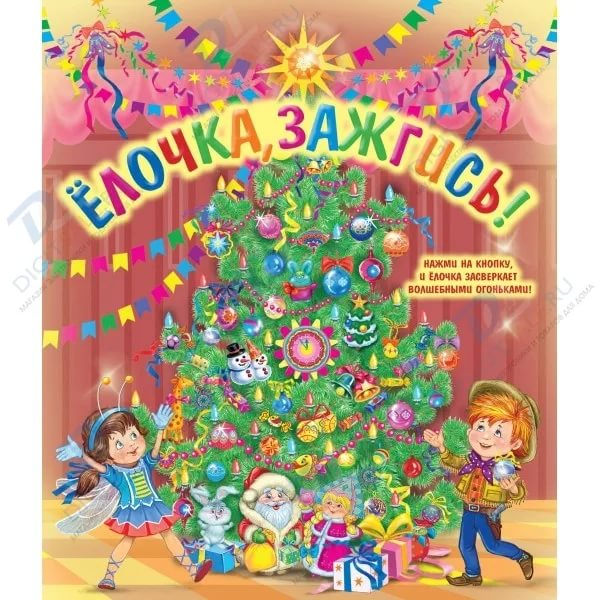 ЁЛОЧКА, ЗАЖГИСЬ!
НАЖМИ НА КНОПКУ,
И ЁЛОЧКА ЗАСВЕРКАЕТ
ВОЛШЕБНЫМИ ОГОНЬКАМИ!